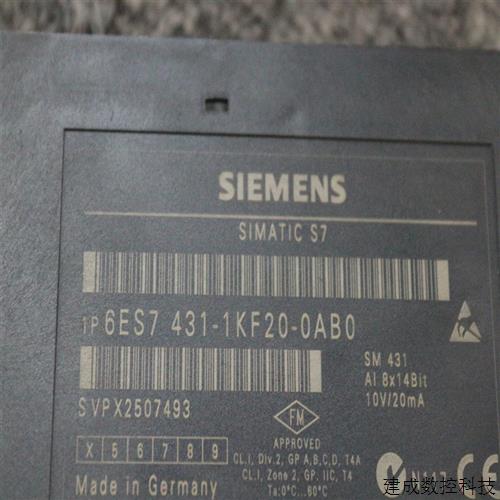 SIEMENS
SIMATIC S7
1P 6ES7 431-1KF20-0AB0
SM 431
AI 8x14Bit
10V/20mA
SVPX2507493
FM
APPROVED
X 5 6 7 8 9
CL.I, Div.2, GP A,B,C,D, T4A
CL.I, Zone 2, GP. IIC, T4
Ta:0°C...60°C
Made in Germany
N117
CE
建成数控科技